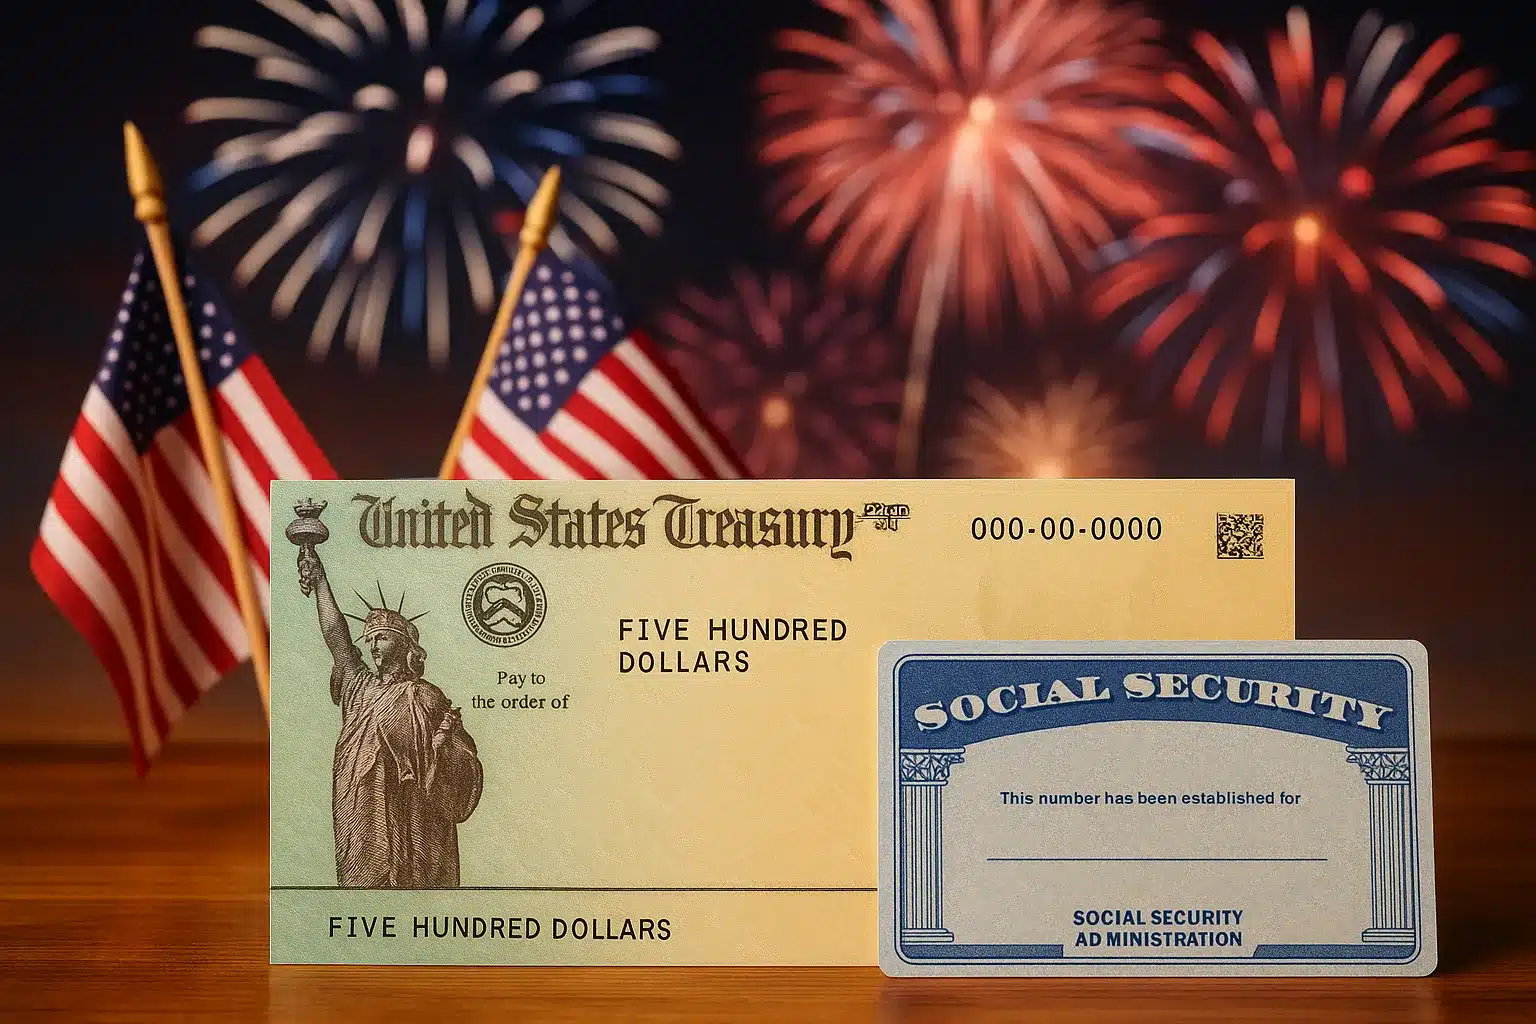 United States Treasury
000-00-0000
FIVE HUNDRED
DOLLARS
Pay to
the order of
FIVE HUNDRED DOLLARS
SOCIAL SECURITY
This number has been established for
SOCIAL SECURITY
AD MINISTRATION